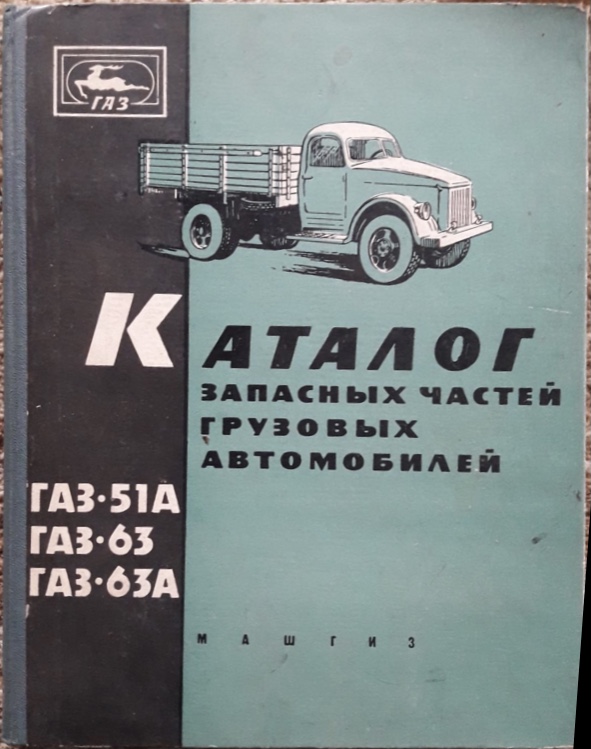 ГАЗ
КАТАЛОГ
ЗАПАСНЫХ ЧАСТЕЙ
ГРУЗОВЫХ
АВТОМОБИЛЕЙ
ГАЗ·51А
ГАЗ·63
ГАЗ·63А
МАШГИЗ